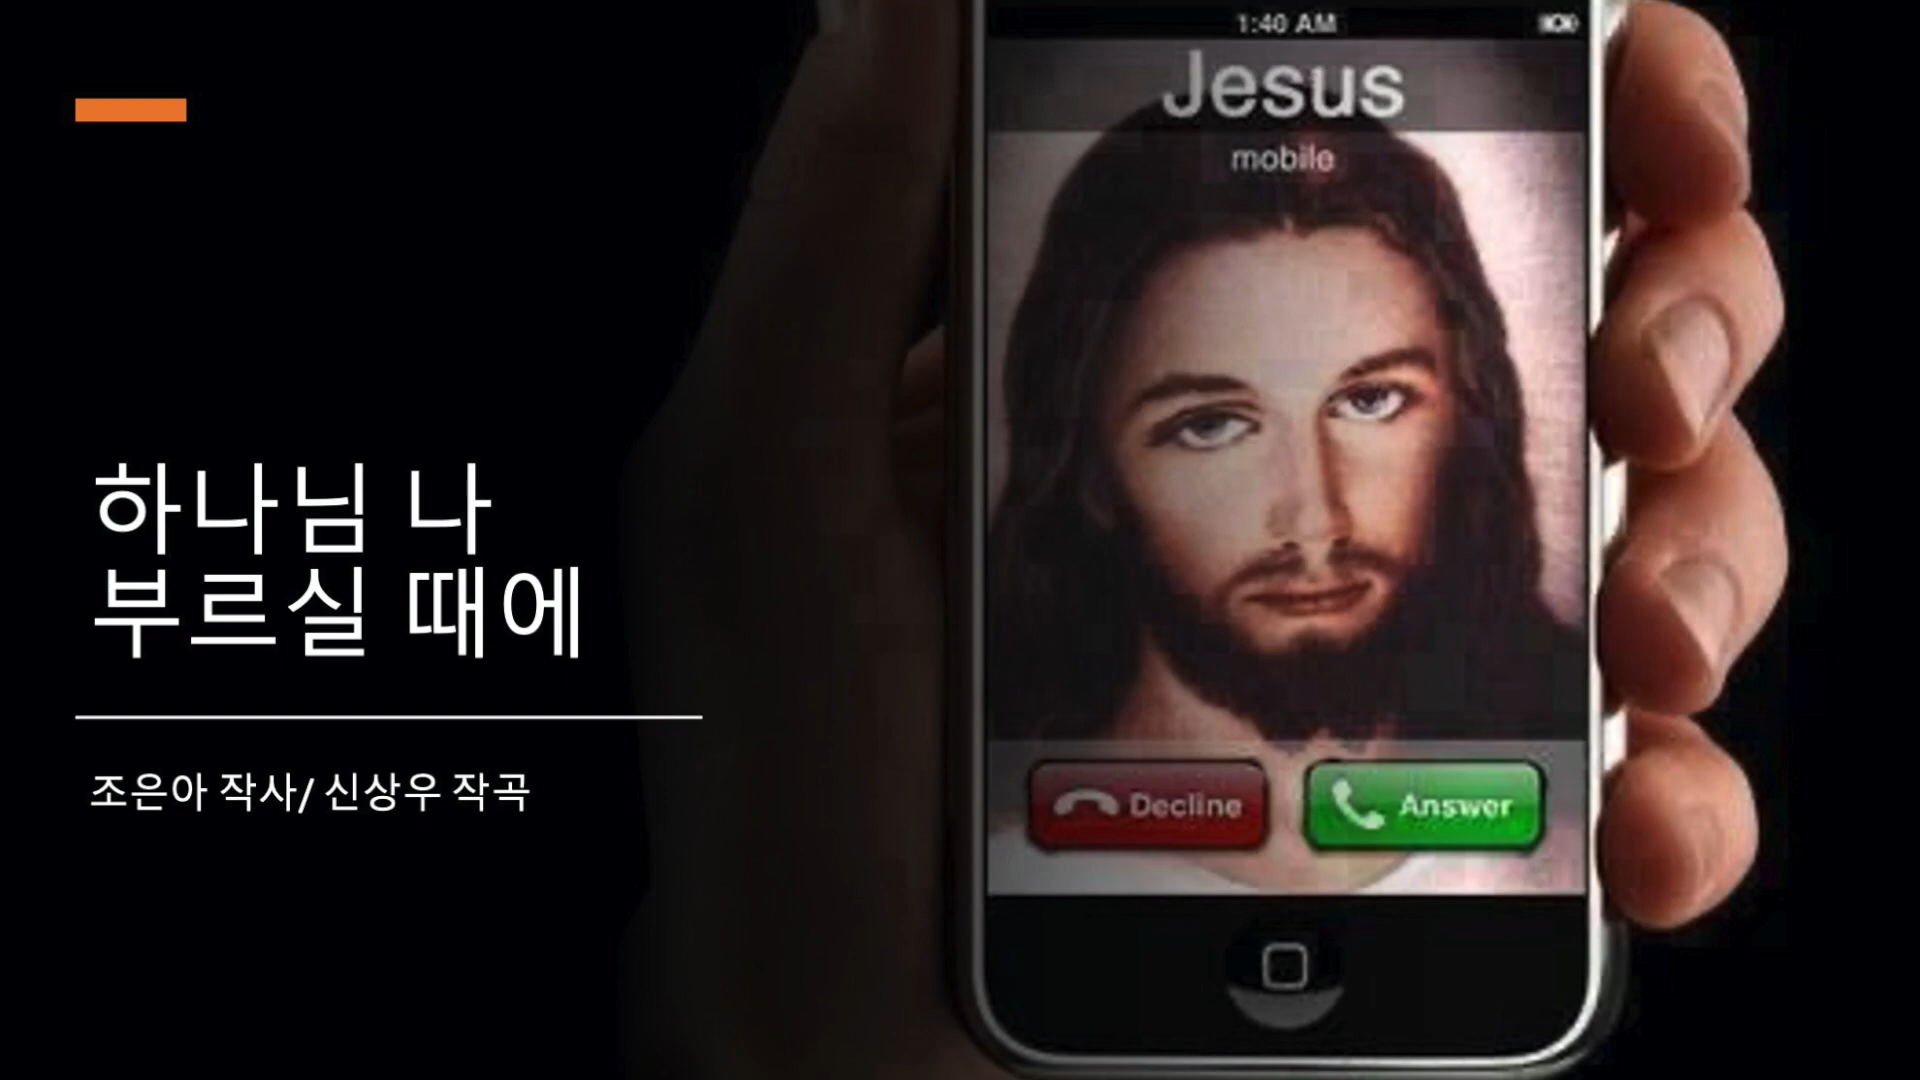 하나님 나
부르실 때에
조은아 작사/ 신상우 작곡
1:40 AM
Jesus
mobile
Decline
Answer